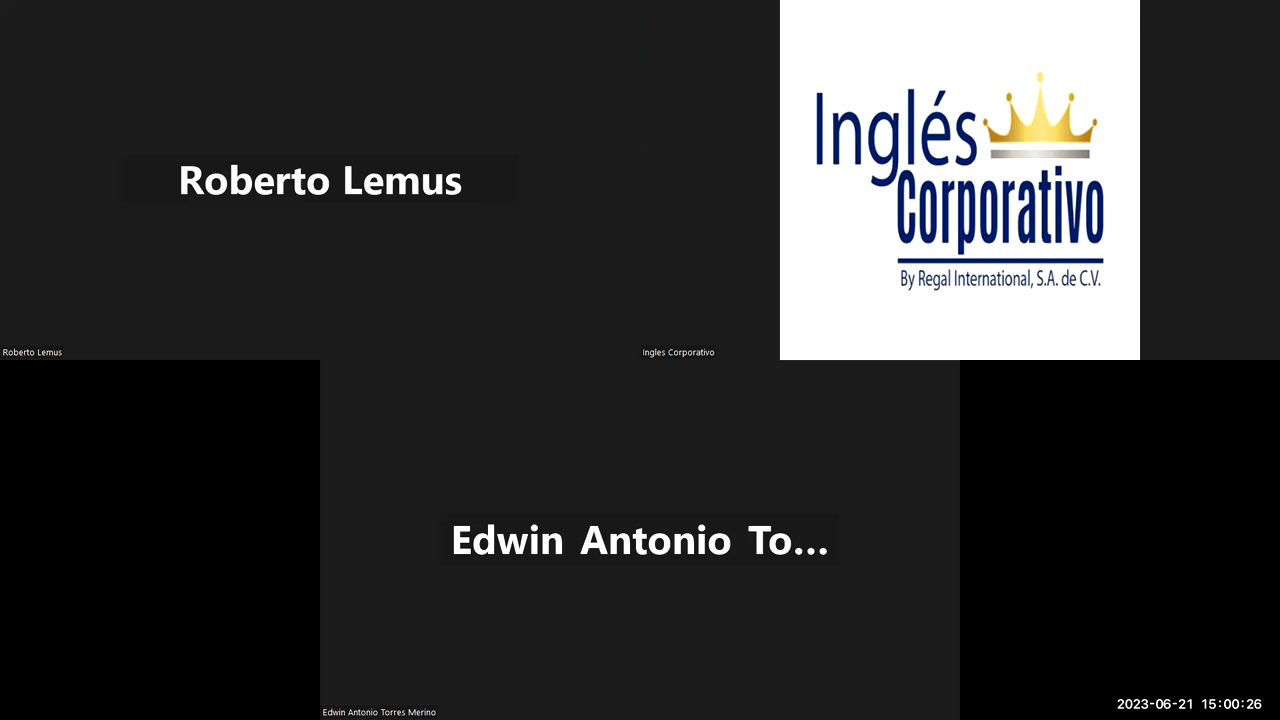 Roberto Lemus
Inglés
Corporativo
By Regal International, S.A. de C.V.
Roberto Lemus
Ingles Corporativo
Edwin Antonio To...
Edwin Antonio Torres Merino
2023-06-21 15:00:26